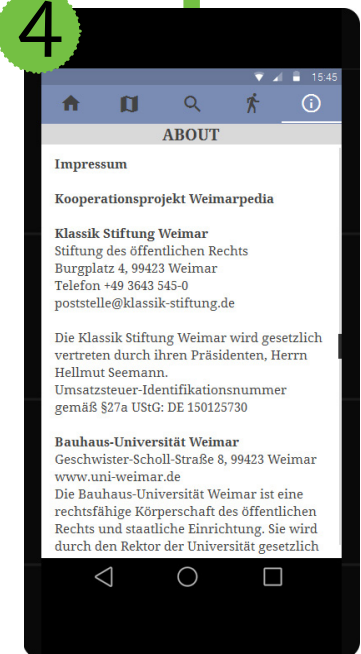 4
15:45
ABOUT
Impressum
Kooperationsprojekt Weimarpedia
Klassik Stiftung Weimar
Stiftung des öffentlichen Rechts
Burgplatz 4, 99423 Weimar
Telefon +49 3643 545-0
poststelle@klassik-stiftung.de
Die Klassik Stiftung Weimar wird gesetzlich
vertreten durch ihren Präsidenten, Herrn
Hellmut Seemann.
Umsatzsteuer-Identifikationsnummer
gemäß §27a UStG: DE 150125730
Bauhaus-Universität Weimar
Geschwister-Scholl-Straße 8, 99423 Weimar
www.uni-weimar.de
Die Bauhaus-Universität Weimar ist eine
rechtsfähige Körperschaft des öffentlichen
Rechts und staatliche Einrichtung. Sie wird
durch den Rektor der Universität gesetzlich